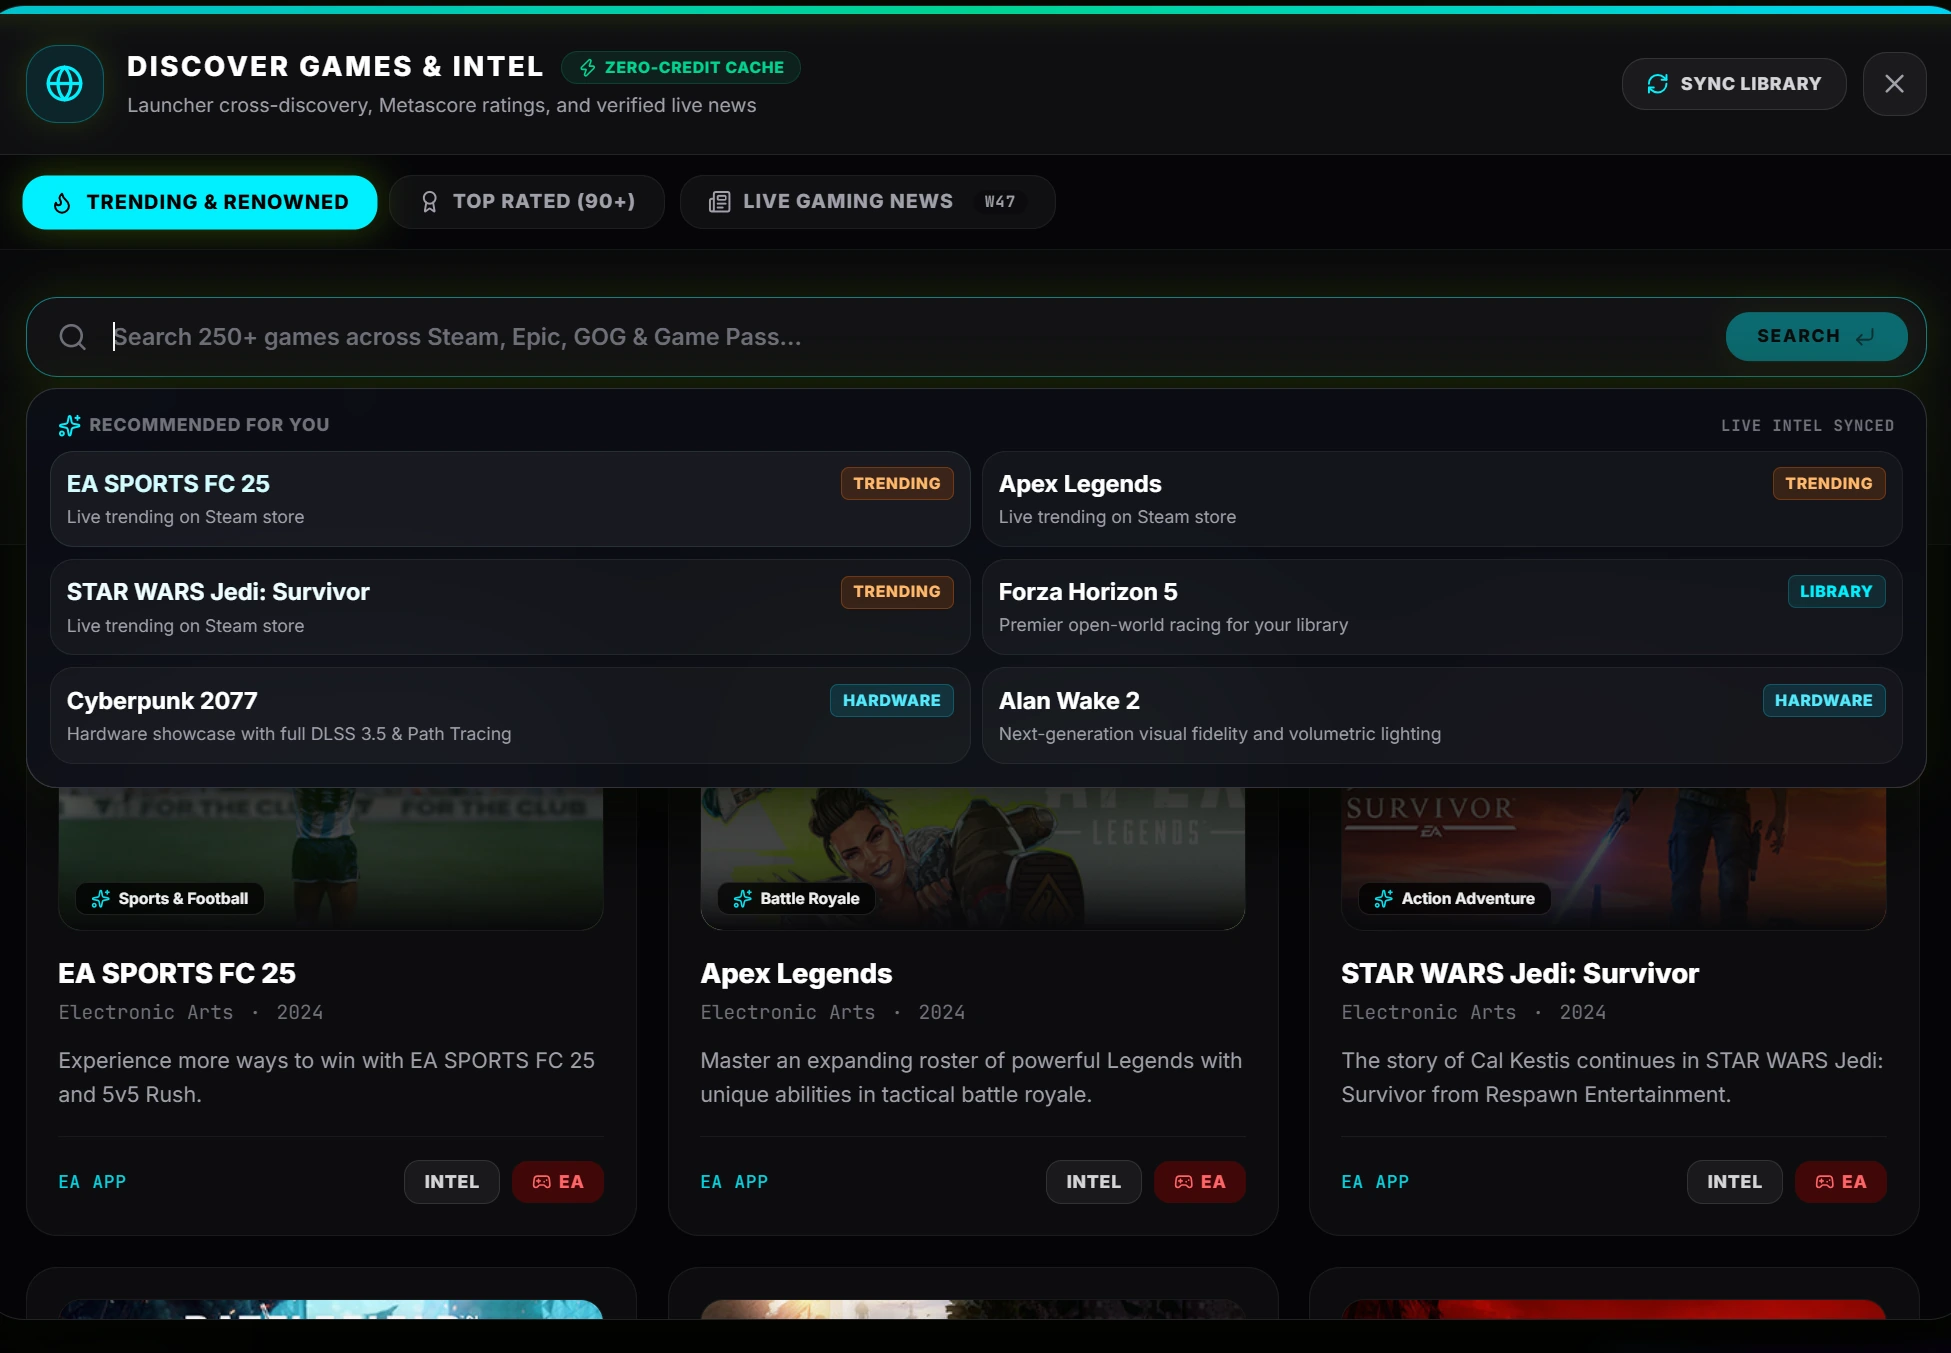 DISCOVER GAMES & INTEL
ZERO-CREDIT CACHE
Launcher cross-discovery, Metascore ratings, and verified live news
SYNC LIBRARY
TRENDING & RENOWNED
TOP RATED (90+)
LIVE GAMING NEWS W47
Search 250+ games across Steam, Epic, GOG & Game Pass...
SEARCH
RECOMMENDED FOR YOU
LIVE INTEL SYNCED
EA SPORTS FC 25
TRENDING
Live trending on Steam store
Apex Legends
TRENDING
Live trending on Steam store
STAR WARS Jedi: Survivor
TRENDING
Live trending on Steam store
Forza Horizon 5
LIBRARY
Premier open-world racing for your library
Cyberpunk 2077
HARDWARE
Hardware showcase with full DLSS 3.5 & Path Tracing
Alan Wake 2
HARDWARE
Next-generation visual fidelity and volumetric lighting
FOR THE CLU
FOR THE CLUB
Sports & Football
EA SPORTS FC 25
Electronic Arts · 2024
Experience more ways to win with EA SPORTS FC 25
and 5v5 Rush.
EA APP
INTEL
EA
LEGENDS
Battle Royale
Apex Legends
Electronic Arts · 2024
Master an expanding roster of powerful Legends with
unique abilities in tactical battle royale.
EA APP
INTEL
EA
SURVIVOR
EA
Action Adventure
STAR WARS Jedi: Survivor
Electronic Arts · 2024
The story of Cal Kestis continues in STAR WARS Jedi:
Survivor from Respawn Entertainment.
EA APP
INTEL
EA